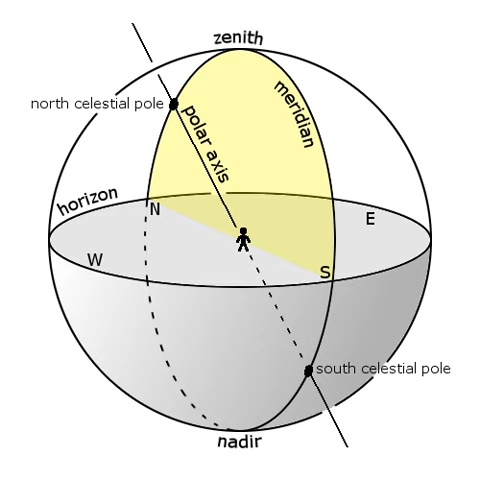 zenith
north celestial pole
meridian
polar axis
horizon
N
E
W
S
south celestial pole
nadir